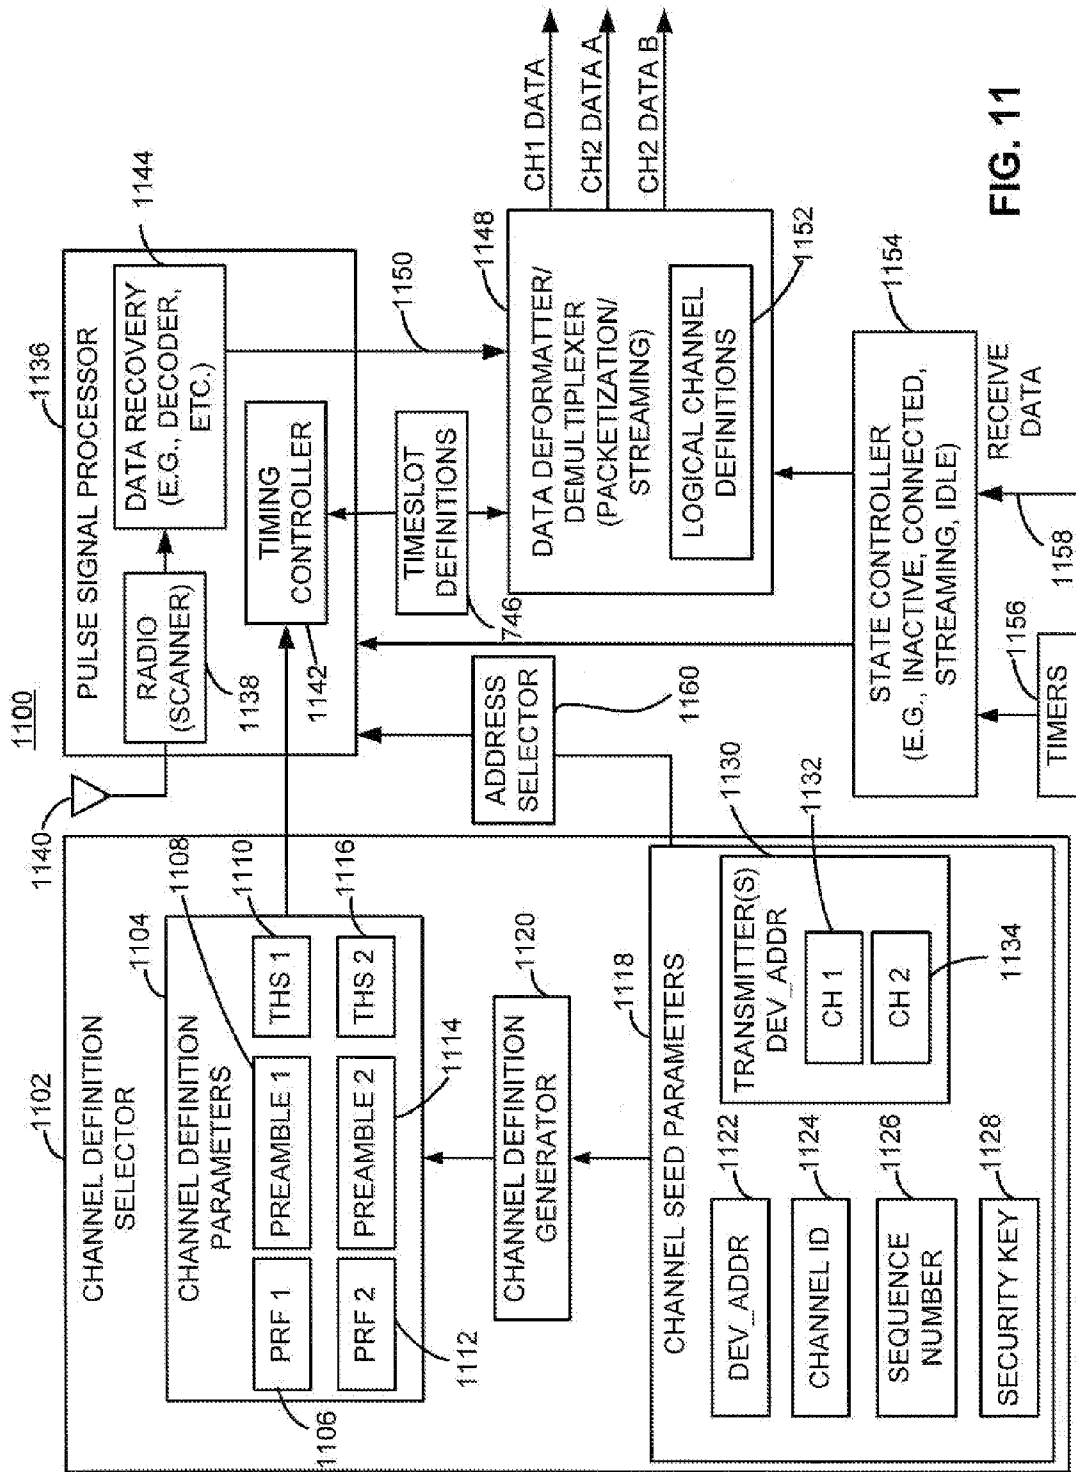 1100
1102
CHANNEL DEFINITION
SELECTOR
1104
CHANNEL DEFINITION
PARAMETERS
1108
1110
PRF 1
PREAMBLE 1
THS 1
1106
PRF 2
PREAMBLE 2
THS 2
1112
1114
1116
1120
CHANNEL DEFINITION
GENERATOR
1118
CHANNEL SEED PARAMETERS
DEV_ADDR
1122
CHANNEL ID
1124
SEQUENCE
NUMBER
1126
SECURITY KEY
1128
TRANSMITTER(S)
DEV_ADDR
1130
CH 1
1132
CH 2
1134
1140
1136
PULSE SIGNAL PROCESSOR
RADIO
(SCANNER)
1138
DATA RECOVERY
(E.G., DECODER,
ETC.)
1144
TIMING
CONTROLLER
1142
1150
TIMESLOT
DEFINITIONS
746
ADDRESS
SELECTOR
1160
1148
DATA DEFORMATTER/
DEMULTIPLEXER
(PACKETIZATION/
STREAMING)
LOGICAL CHANNEL
DEFINITIONS
1152
CH1 DATA
CH2 DATA A
CH2 DATA B
1154
STATE CONTROLLER
(E.G., INACTIVE, CONNECTED,
STREAMING, IDLE)
TIMERS
1156
1158
RECEIVE
DATA
FIG. 11